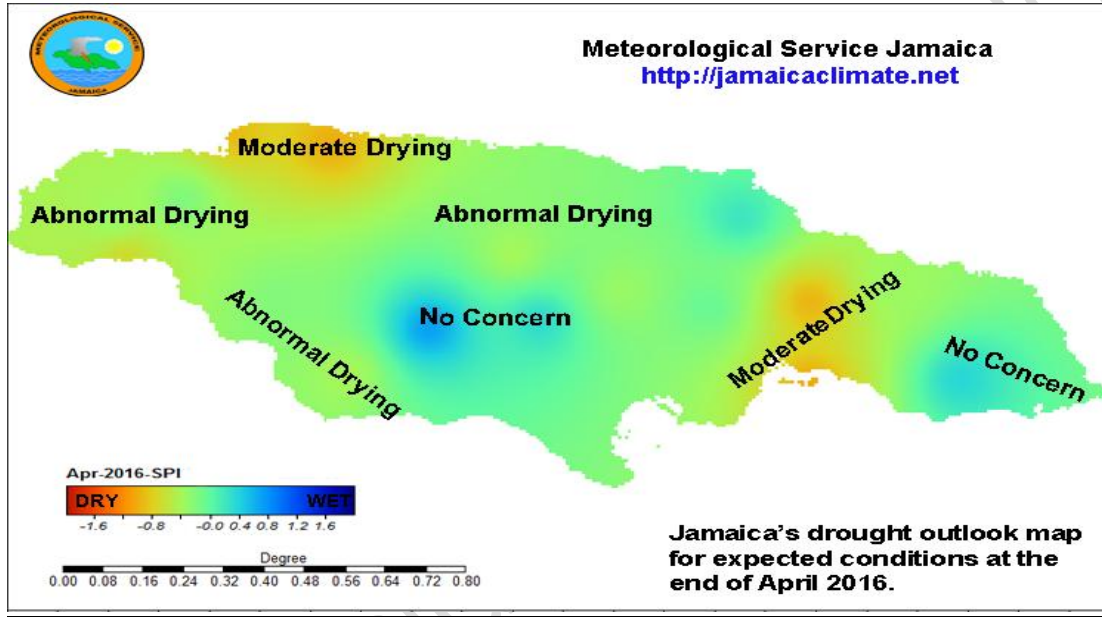 METEOROLOGICAL SERVICE
JAMAICA
Meteorological Service Jamaica
http://jamaicaclimate.net
Moderate Drying
Abnormal Drying
Abnormal Drying
Abnormal Drying
No Concern
Moderate Drying
No Concern
Apr-2016-SPI
DRY WET
-1.6 -0.8 -0.0 0.4 0.8 1.2 1.6
Degree
0.00 0.08 0.16 0.24 0.32 0.40 0.48 0.56 0.64 0.72 0.80
Jamaica's drought outlook map
for expected conditions at the
end of April 2016.